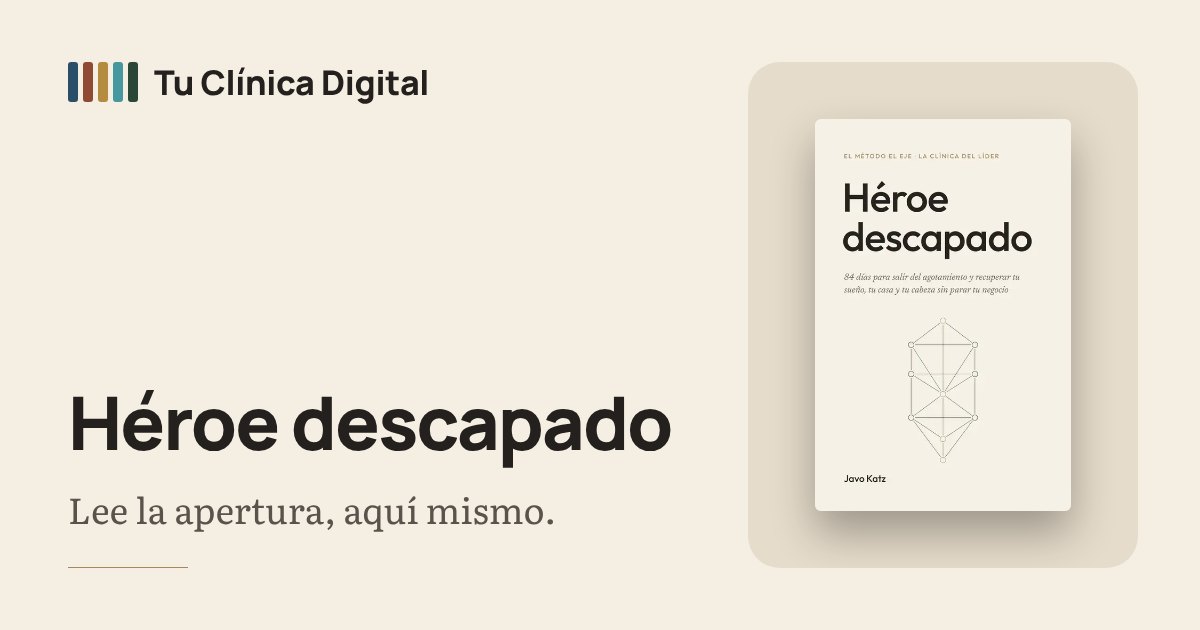 Tu Clínica Digital
Héroe descapado
Lee la apertura, aquí mismo.
EL MÉTODO EL EJE · LA CLÍNICA DEL LÍDER
Héroe
descapado
84 días para salir del agotamiento y recuperar tu
sueño, tu casa y tu cabeza sin parar tu negocio
Javo Katz